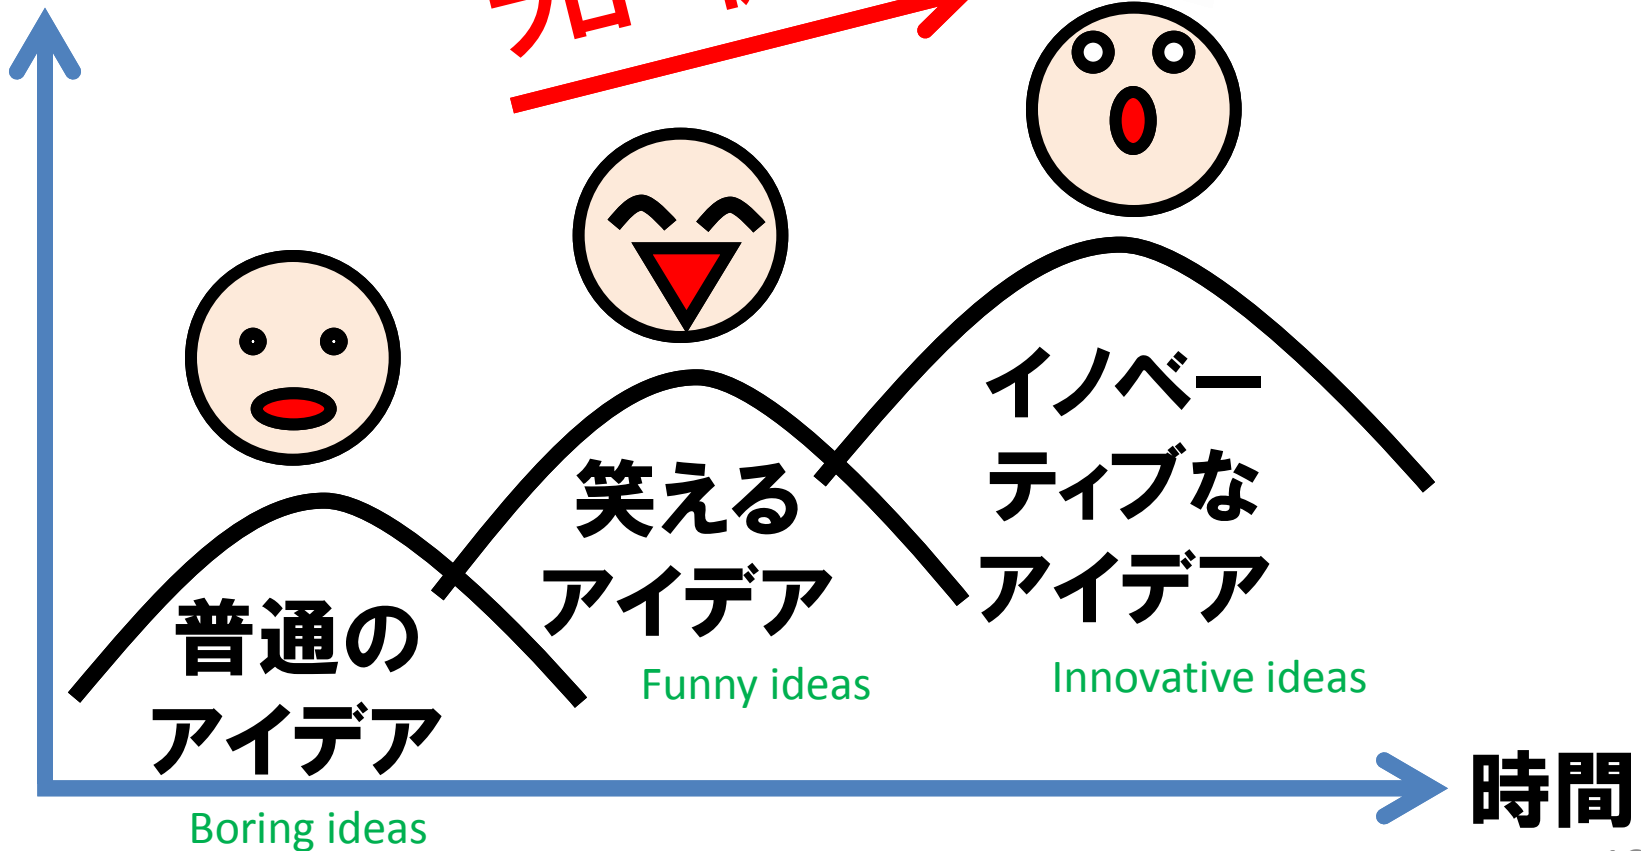 普通の
アイデア
Boring ideas
笑える
アイデア
Funny ideas
イノベー
ティブな
アイデア
Innovative ideas
時間